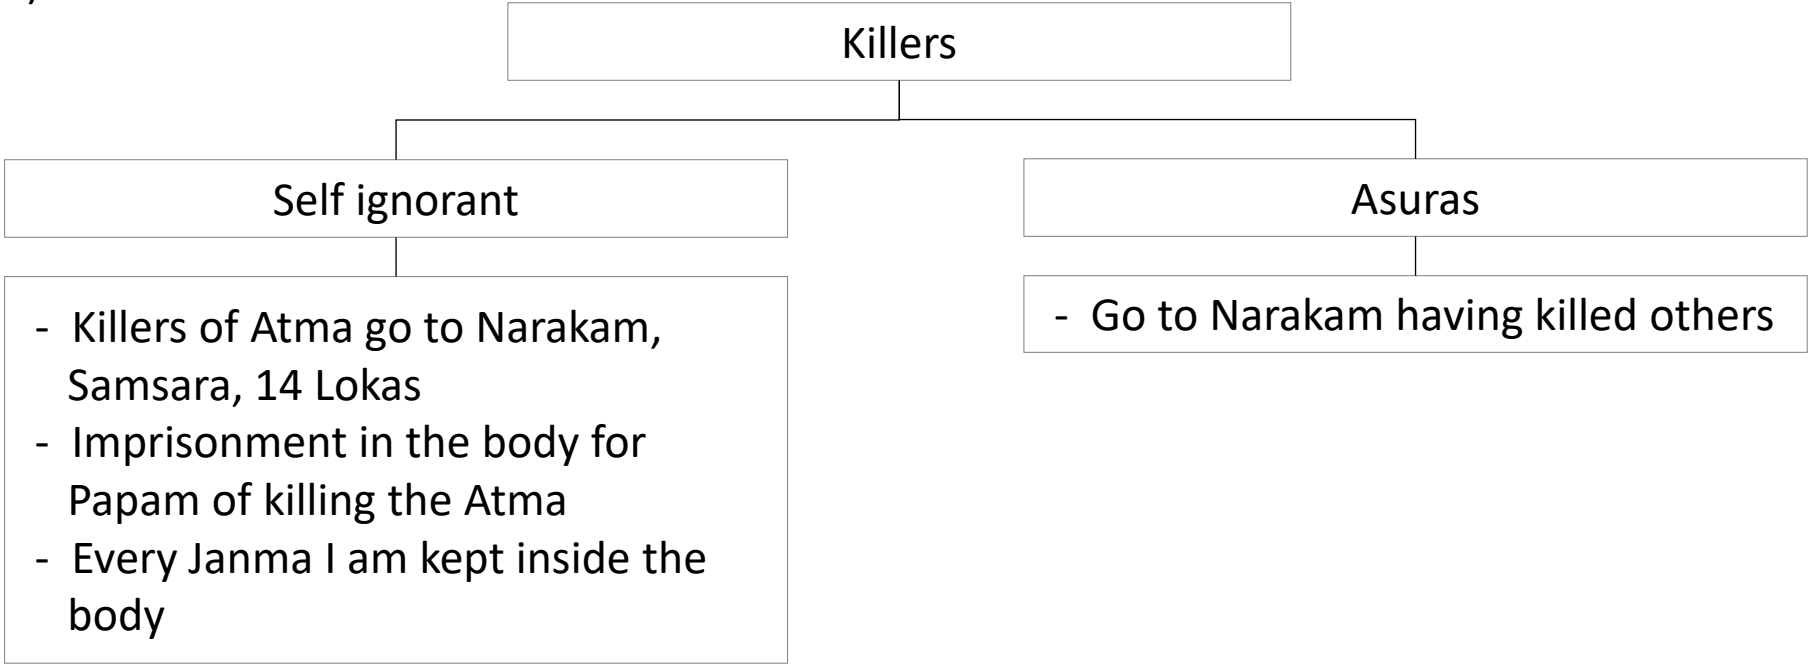 Killers
Self ignorant
- Killers of Atma go to Narakam,
Samsara, 14 Lokas
- Imprisonment in the body for
Papam of killing the Atma
- Every Janma I am kept inside the
body
Asuras
- Go to Narakam having killed others